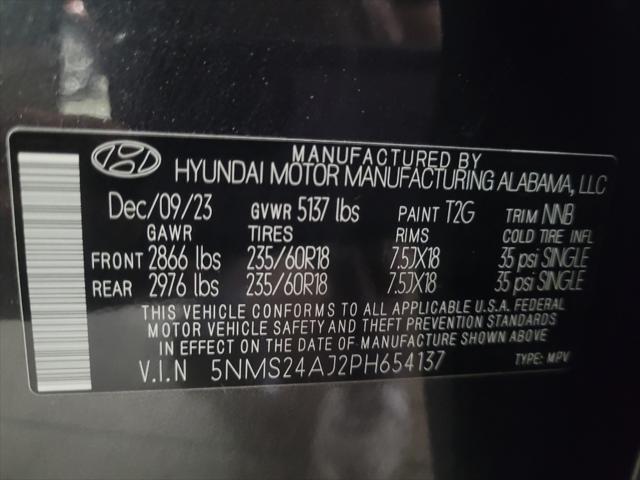 MANUFACTURED BY
HYUNDAI MOTOR MANUFACTURING ALABAMA, LLC
Dec/09/23 GVWR 5137 lbs PAINT T2G TRIM NNB
GAWR TIRES RIMS COLD TIRE INFL
FRONT 2866 lbs 235/60R18 7.5JX18 35 psi SINGLE
REAR 2976 lbs 235/60R18 7.5JX18 35 psi SINGLE
THIS VEHICLE CONFORMS TO ALL APPLICABLE U.S.A. FEDERAL
MOTOR VEHICLE SAFETY AND THEFT PREVENTION STANDARDS
IN EFFECT ON THE DATE OF MANUFACTURE SHOWN ABOVE
V.I.N 5NMS24AJ2PH654137 TYPE: MPV